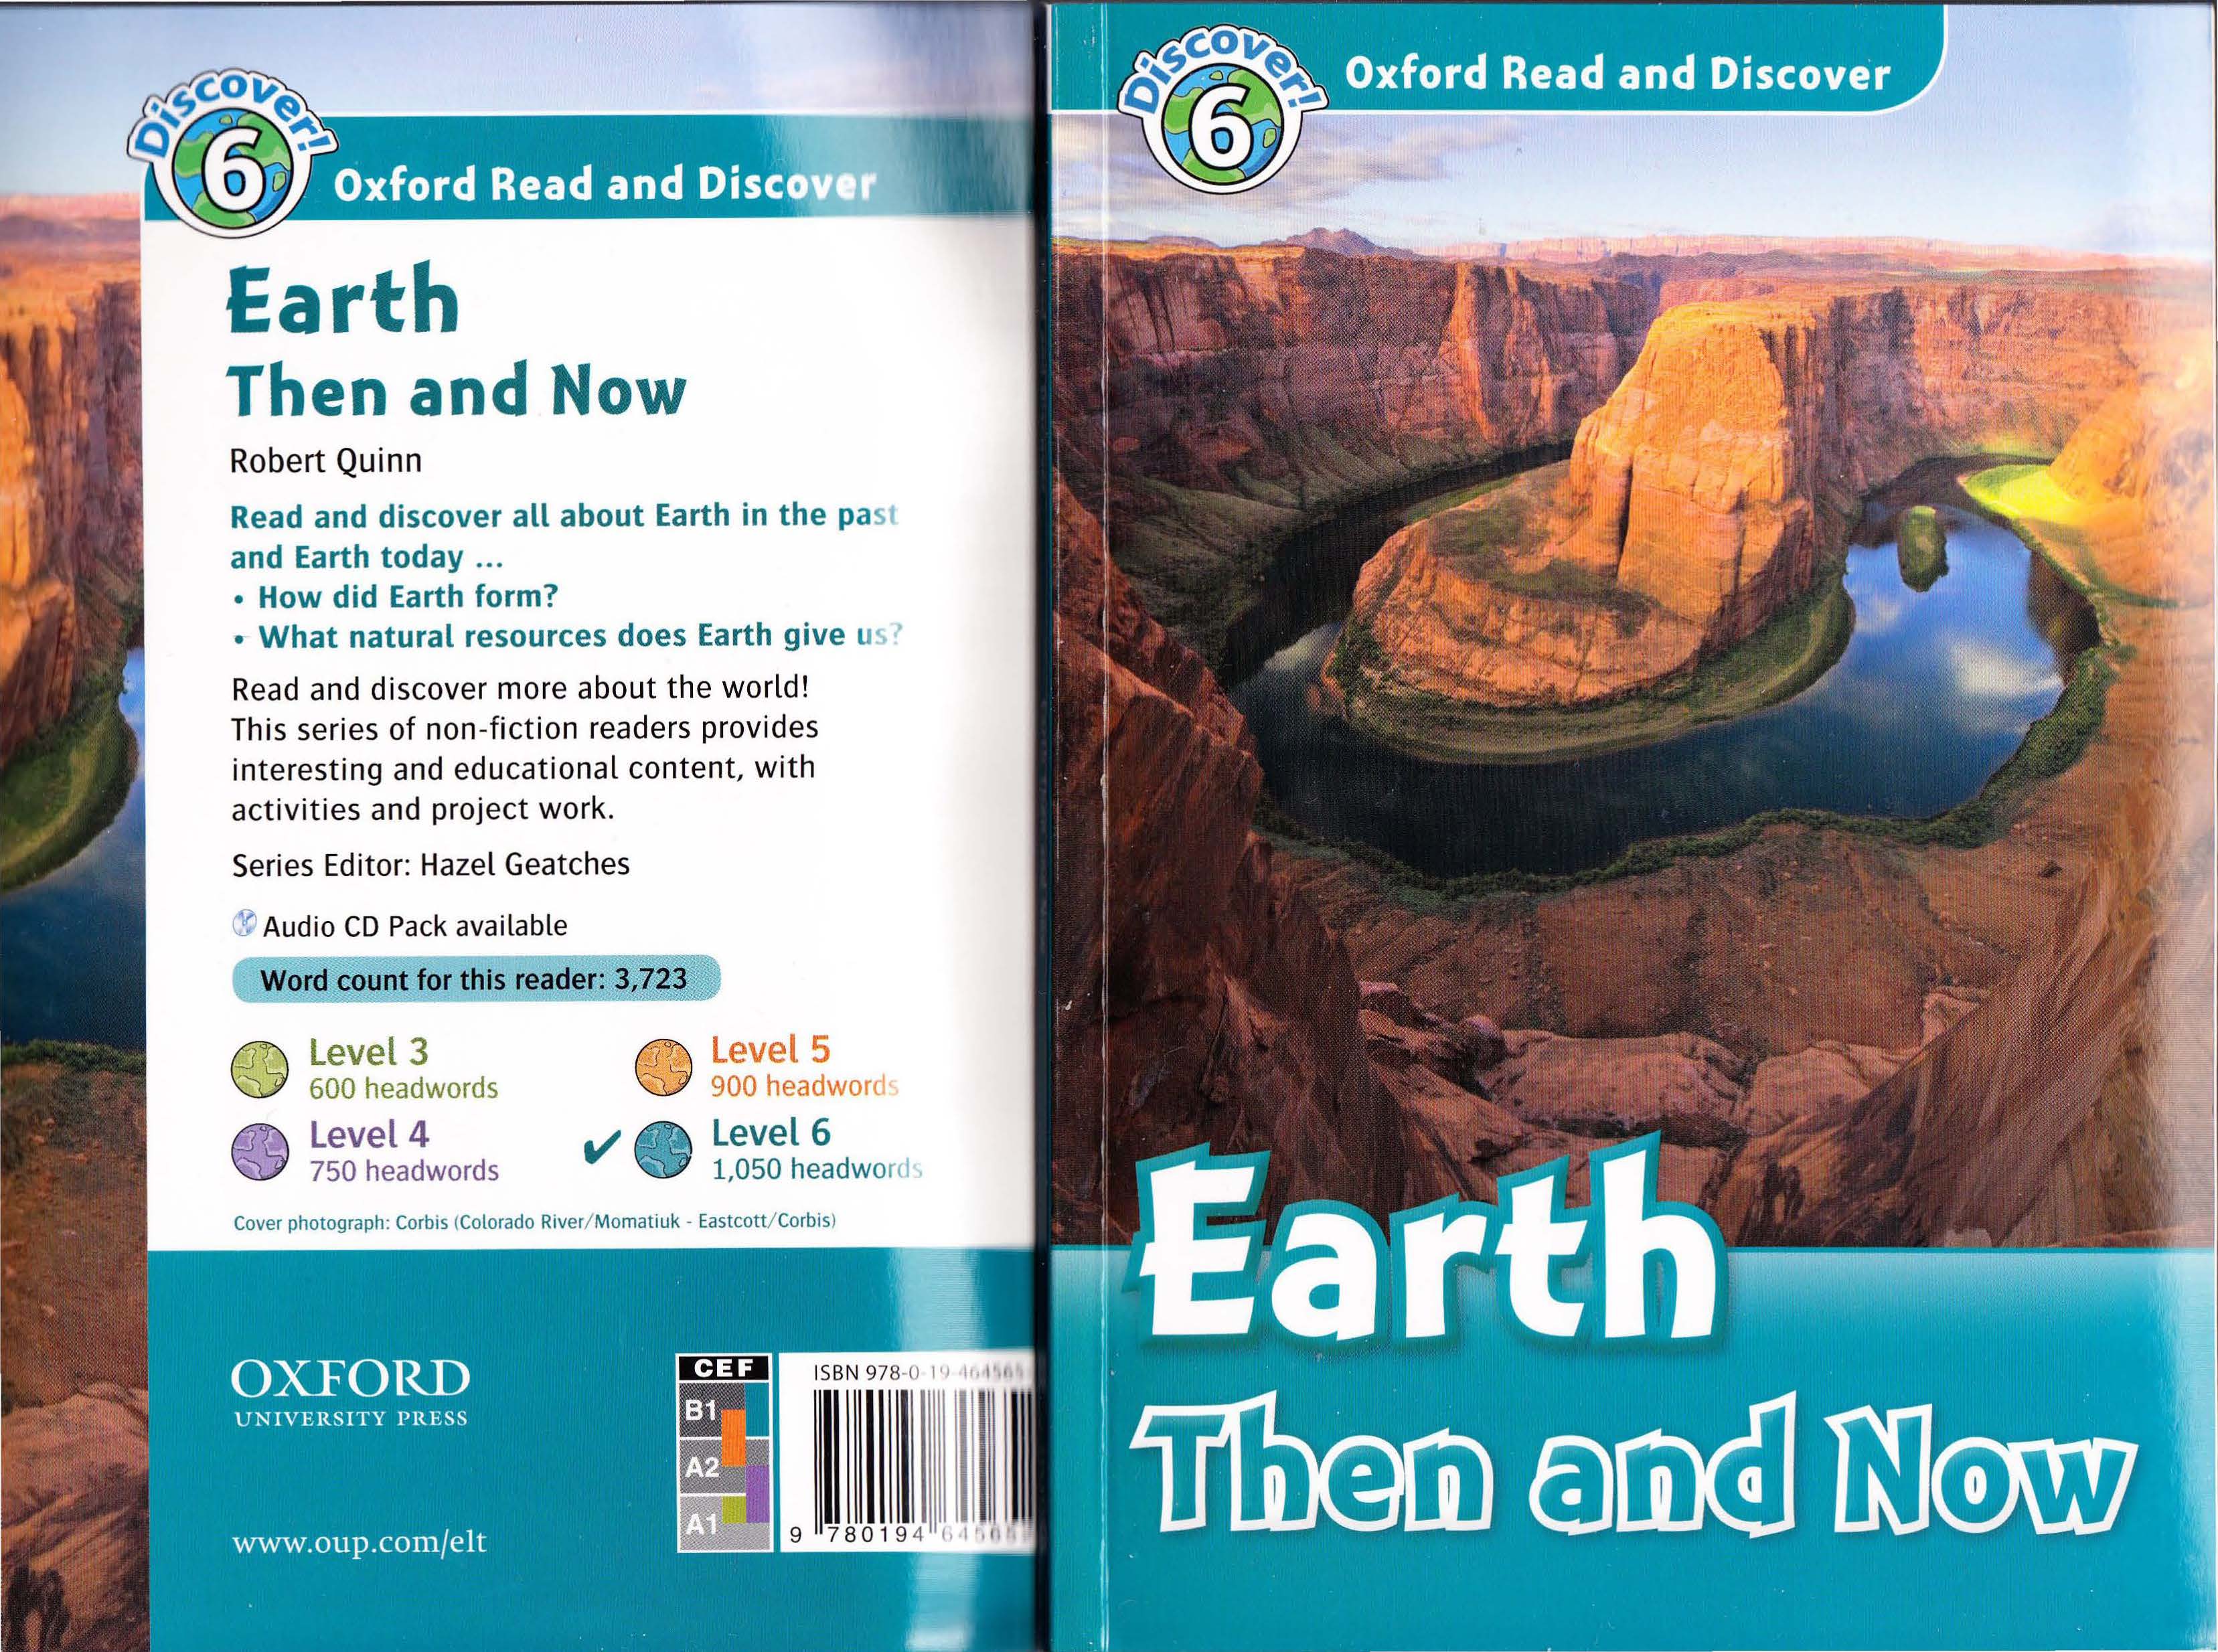 Discover!
6
Oxford Read and Discover
Earth
Then and Now
Robert Quinn
Read and discover all about Earth in the past
and Earth today ...
• How did Earth form?
• What natural resources does Earth give us?
Read and discover more about the world!
This series of non-fiction readers provides
interesting and educational content, with
activities and project work.
Series Editor: Hazel Geatches
Audio CD Pack available
Word count for this reader: 3,723
Level 3
600 headwords
Level 4
750 headwords
Level 5
900 headwords
✔ Level 6
1,050 headwords
Cover photograph: Corbis (Colorado River/Momatiuk - Eastcott/Corbis)
OXFORD
UNIVERSITY PRESS
www.oup.com/elt
CEF
B1
A2
A1
ISBN 978-0-19-464565
9 780194 64565
Discover!
6
Oxford Read and Discover
Earth
Then and Now